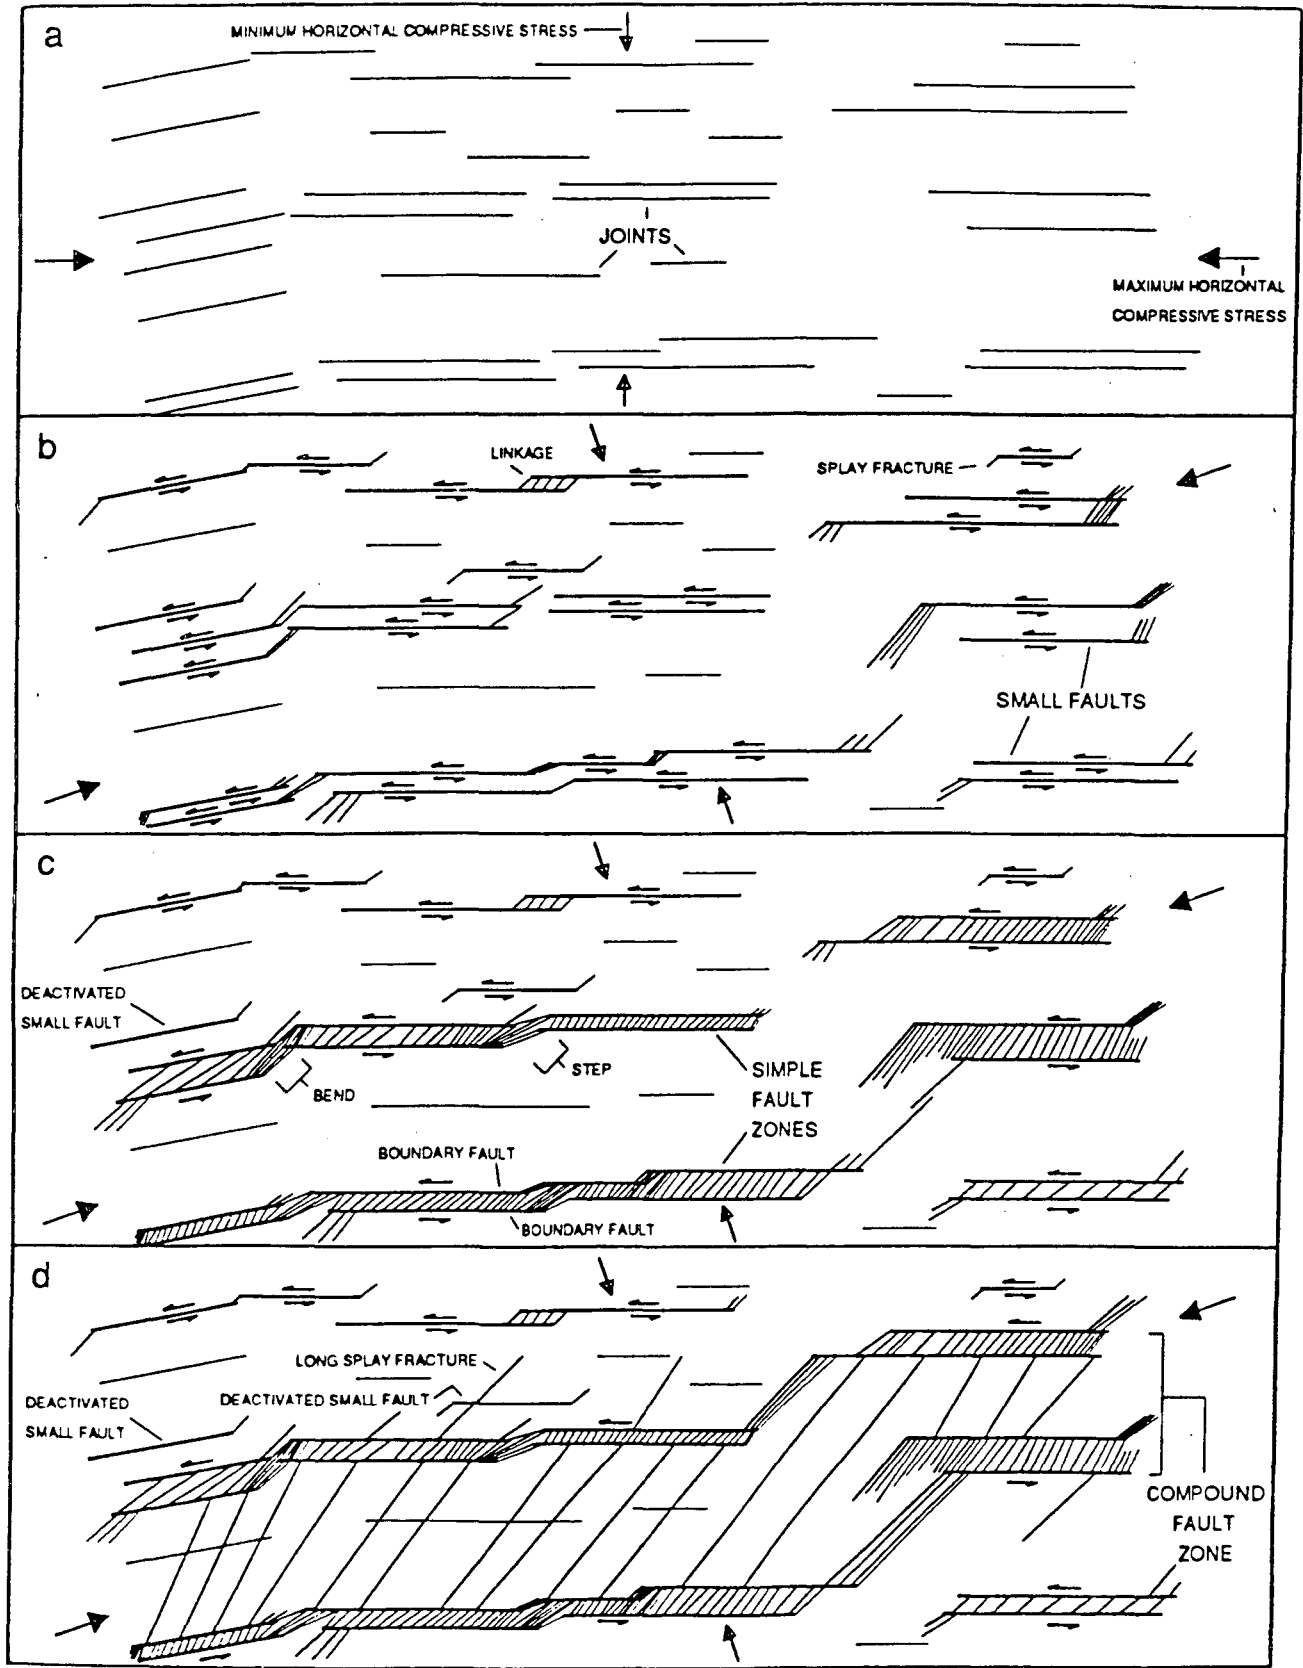 a
MINIMUM HORIZONTAL COMPRESSIVE STRESS
JOINTS
MAXIMUM HORIZONTAL
COMPRESSIVE STRESS
b
LINKAGE
SPLAY FRACTURE
SMALL FAULTS
c
DEACTIVATED
SMALL FAULT
BEND
STEP
SIMPLE
FAULT
ZONES
BOUNDARY FAULT
BOUNDARY FAULT
d
LONG SPLAY FRACTURE
DEACTIVATED SMALL FAULT
DEACTIVATED
SMALL FAULT
COMPOUND
FAULT
ZONE